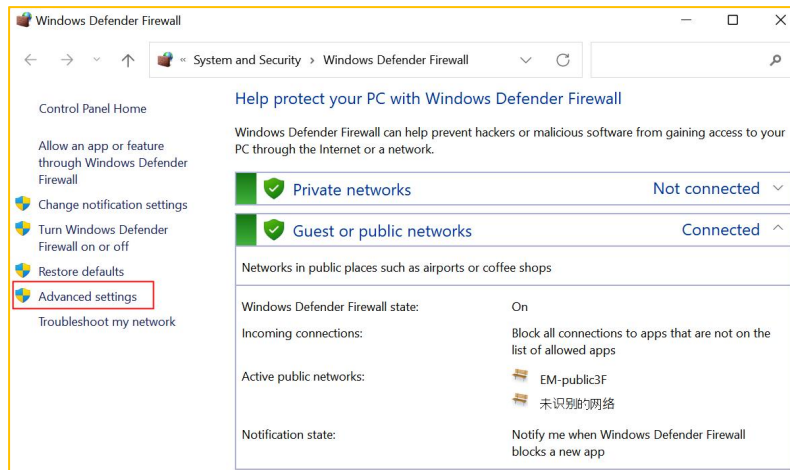 Windows Defender Firewall
« System and Security › Windows Defender Firewall
Control Panel Home
Allow an app or feature
through Windows Defender
Firewall
Change notification settings
Turn Windows Defender
Firewall on or off
Restore defaults
Advanced settings
Troubleshoot my network
Help protect your PC with Windows Defender Firewall
Windows Defender Firewall can help prevent hackers or malicious software from gaining access to your
PC through the Internet or a network.
Private networks Not connected
Guest or public networks Connected
Networks in public places such as airports or coffee shops
Windows Defender Firewall state: On
Incoming connections: Block all connections to apps that are not on the
list of allowed apps
Active public networks: EM-public3F
未识别的网络
Notification state: Notify me when Windows Defender Firewall
blocks a new app